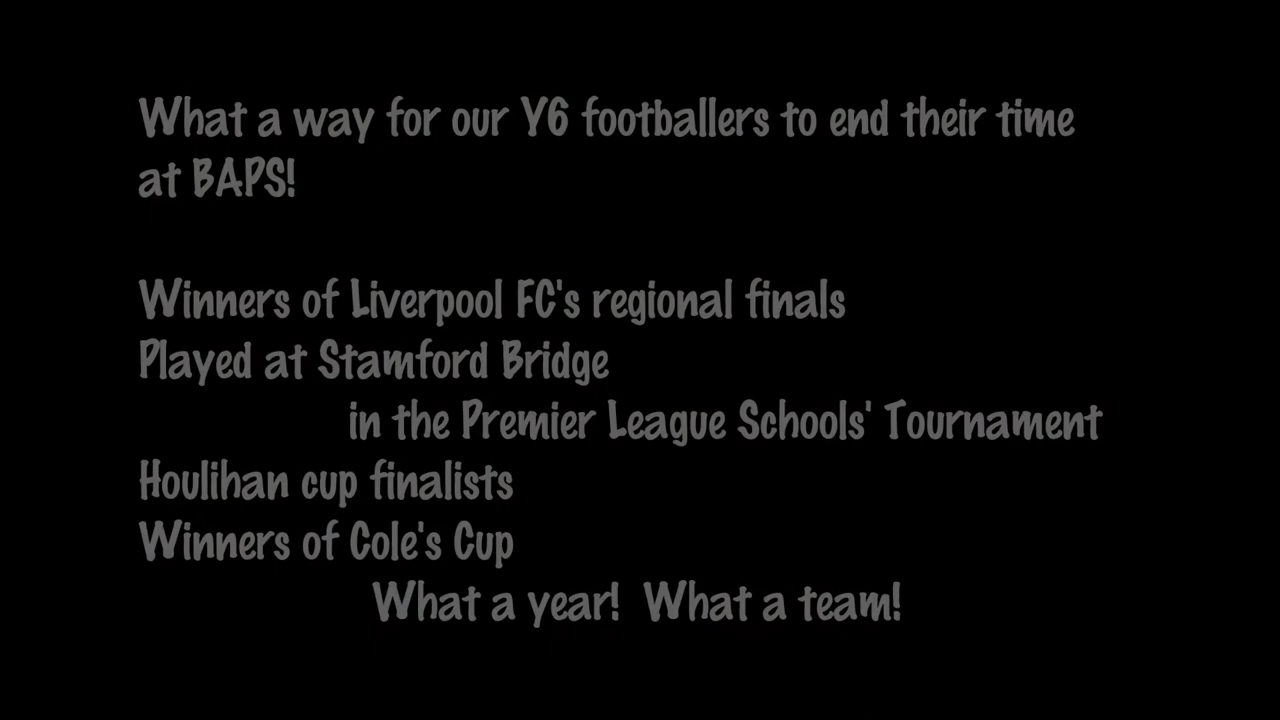 What a way for our Y6 footballers to end their time
at BAPS!
Winners of Liverpool FC's regional finals
Played at Stamford Bridge
in the Premier League Schools' Tournament
Houlihan cup finalists
Winners of Cole's Cup
What a year! What a team!